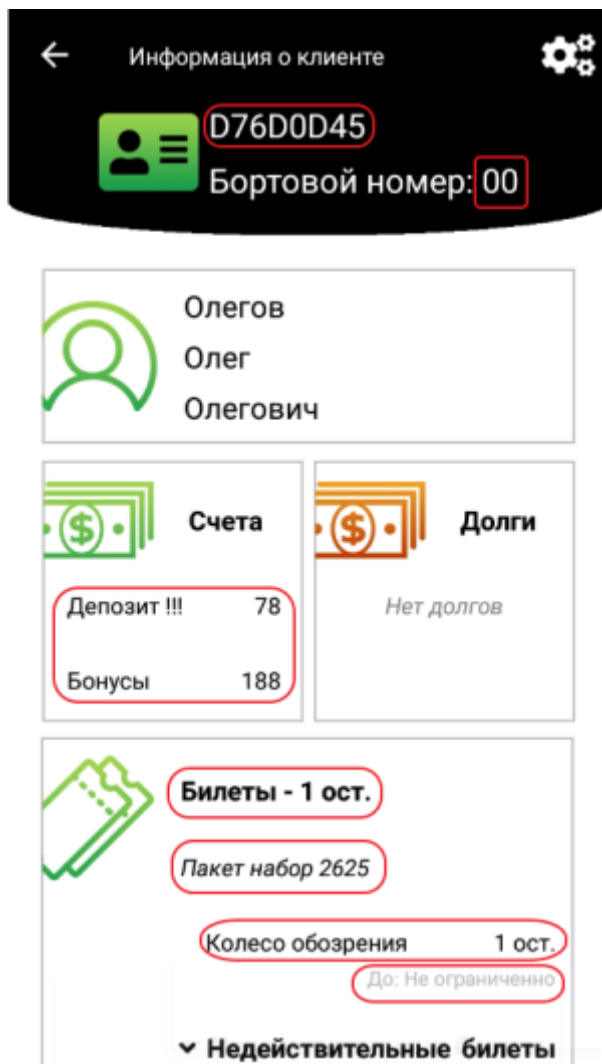 Информация о клиенте
D76D0D45
Бортовой номер: 00
Олегов
Олег
Олегович
Счета
Депозит !!! 78
Бонусы 188
Долги
Нет долгов
Билеты - 1 ост.
Пакет набор 2625
Колесо обозрения 1 ост.
До: Не ограниченно
Недействительные билеты